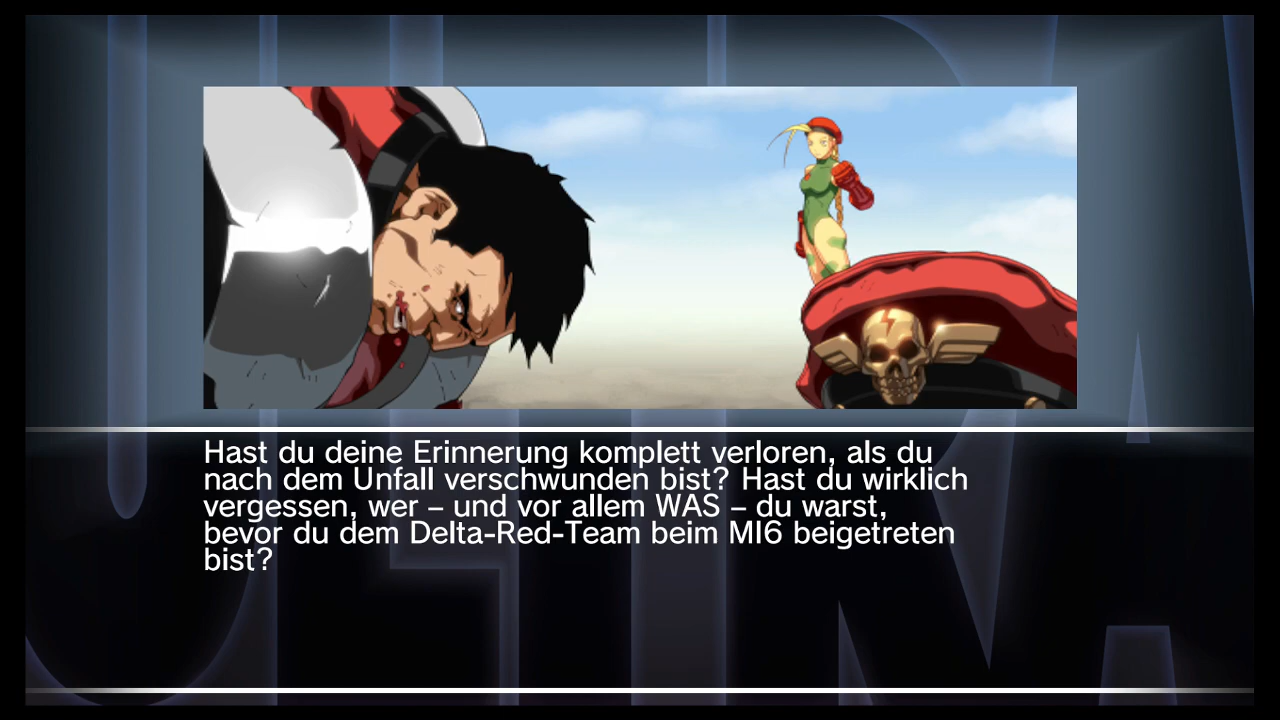 Hast du deine Erinnerung komplett verloren, als du
nach dem Unfall verschwunden bist? Hast du wirklich
vergessen, wer – und vor allem WAS – du warst,
bevor du dem Delta-Red-Team beim MI6 beigetreten
bist?
ULTRA